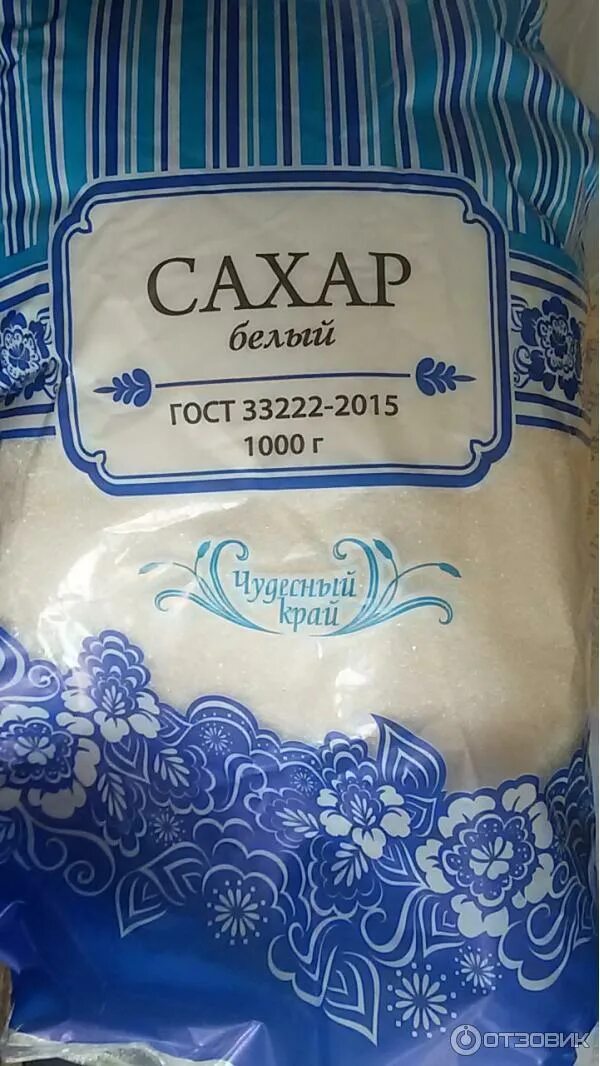 САХАР
белый
ГОСТ 33222-2015
1000 г
Чудесный
край
ОТЗОВИК